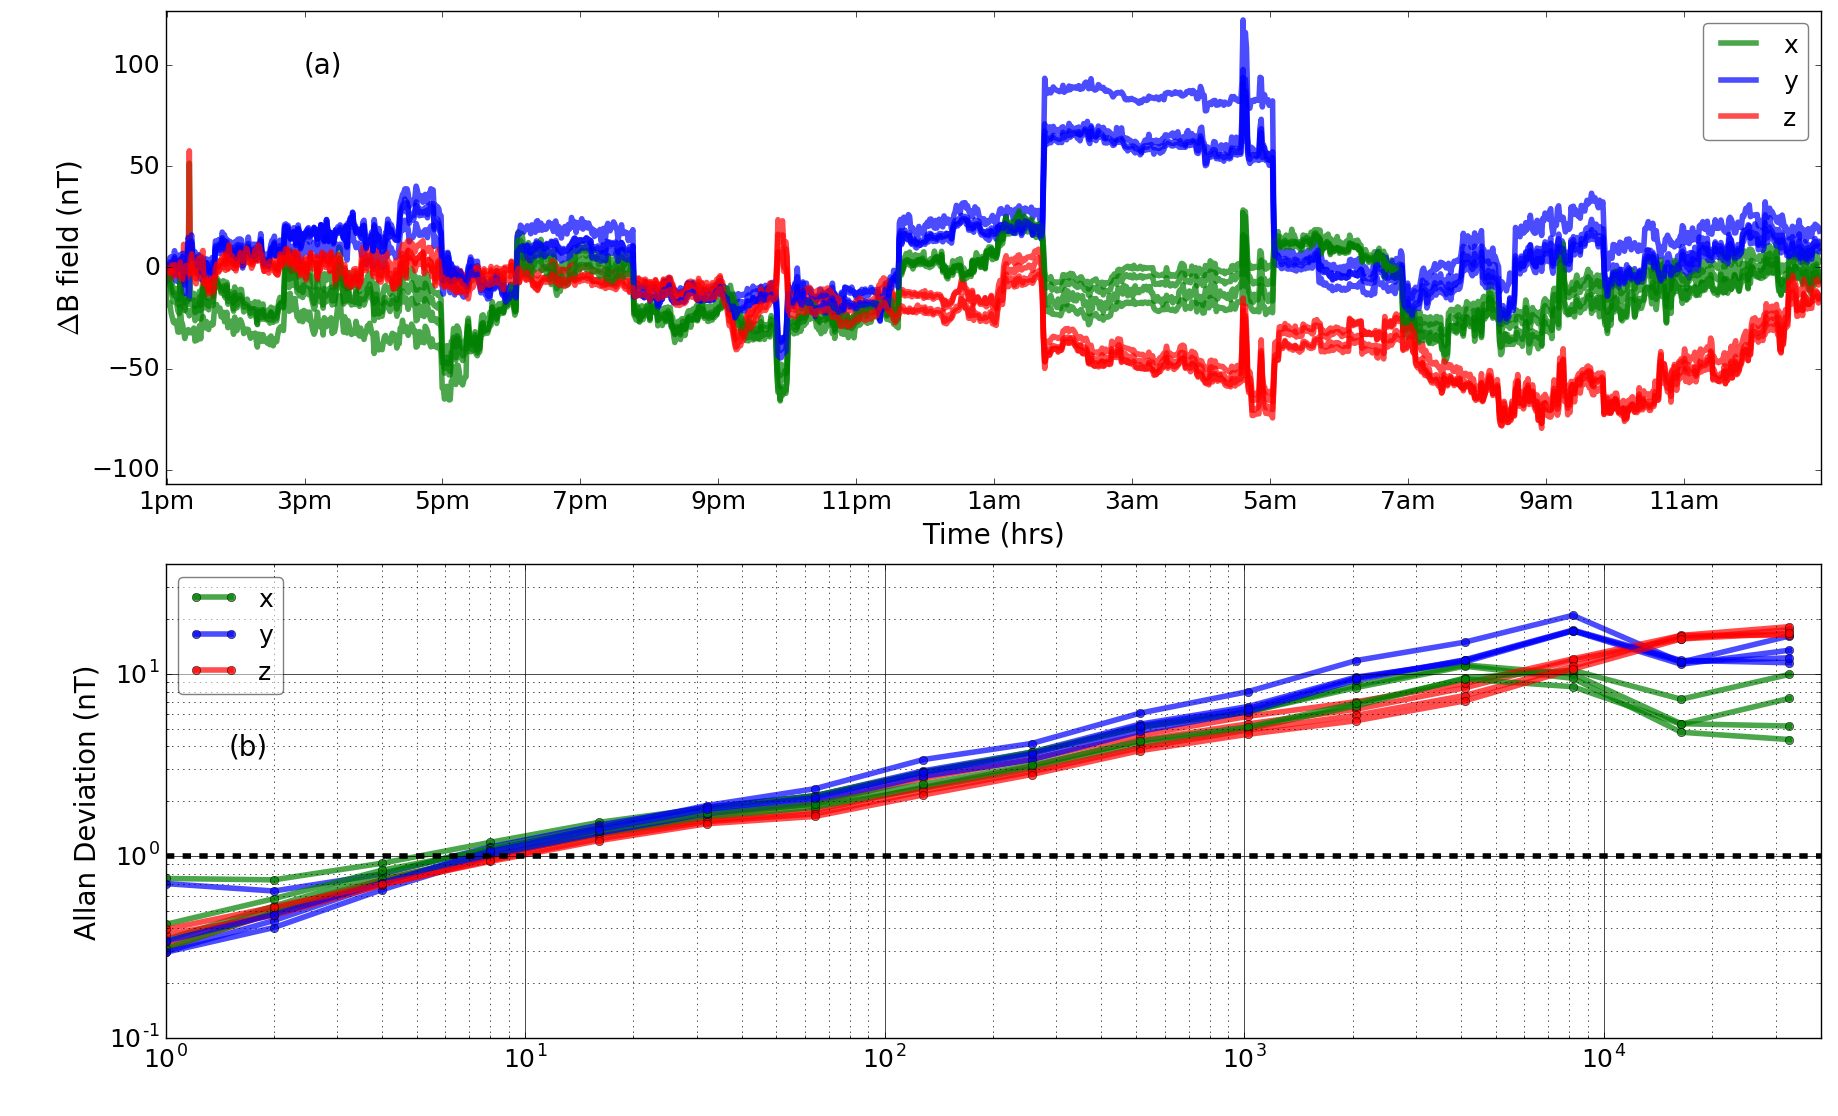 (a)
x
y
z
ΔB field (nT)
100
50
0
−50
−100
1pm 3pm 5pm 7pm 9pm 11pm 1am 3am 5am 7am 9am 11am
Time (hrs)
x
y
z
(b)
Allan Deviation (nT)
10^1
10^0
10^-1
10^0 10^1 10^2 10^3 10^4